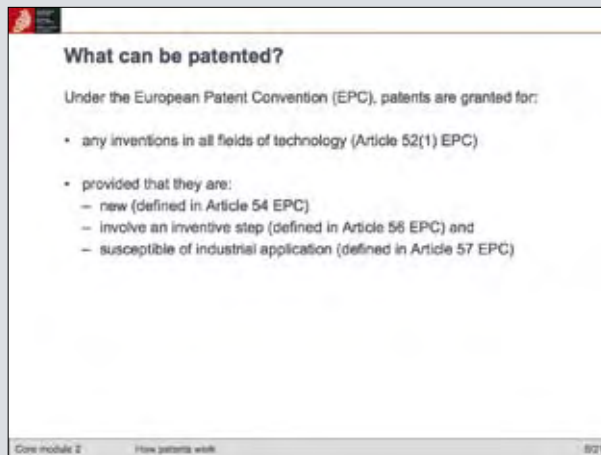 What can be patented?
Under the European Patent Convention (EPC), patents are granted for:
• any inventions in all fields of technology (Article 52(1) EPC)
• provided that they are:
– new (defined in Article 54 EPC)
– involve an inventive step (defined in Article 56 EPC) and
– susceptible of industrial application (defined in Article 57 EPC)
Core module 2 How patents work